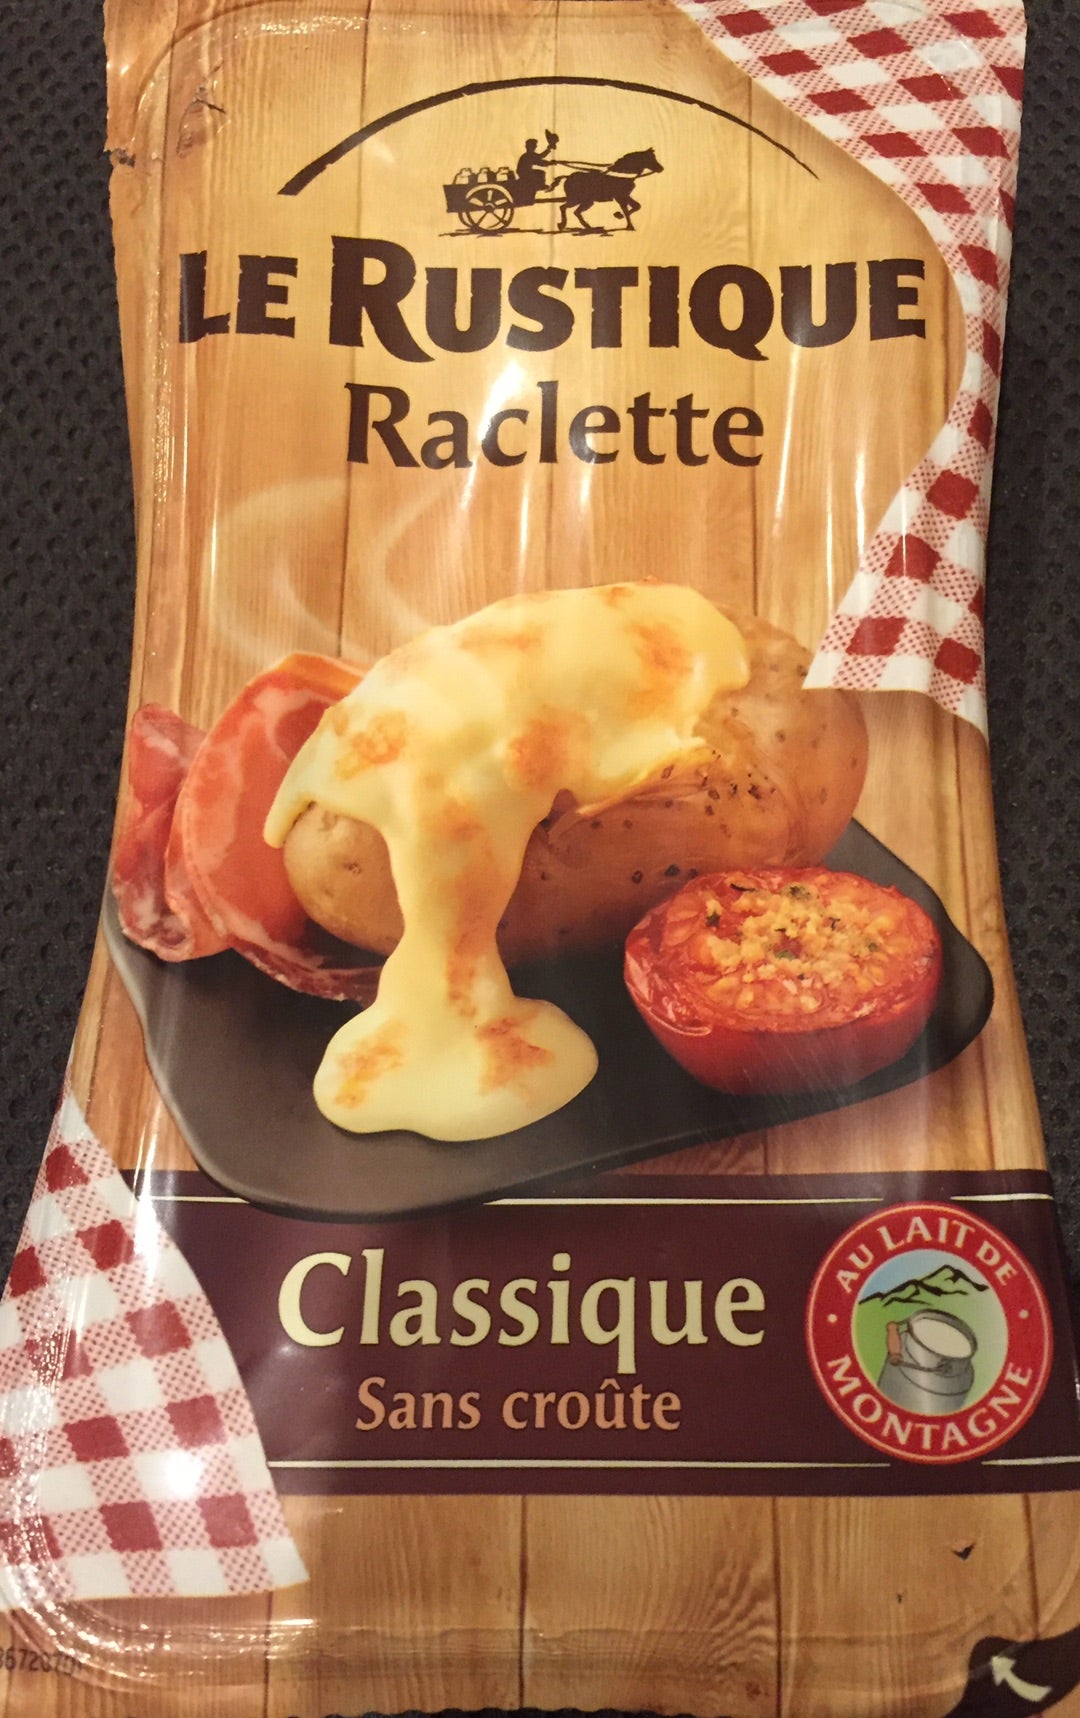 LE RUSTIQUE
Raclette
Classique
Sans croûte
AU LAIT DE
MONTAGNE